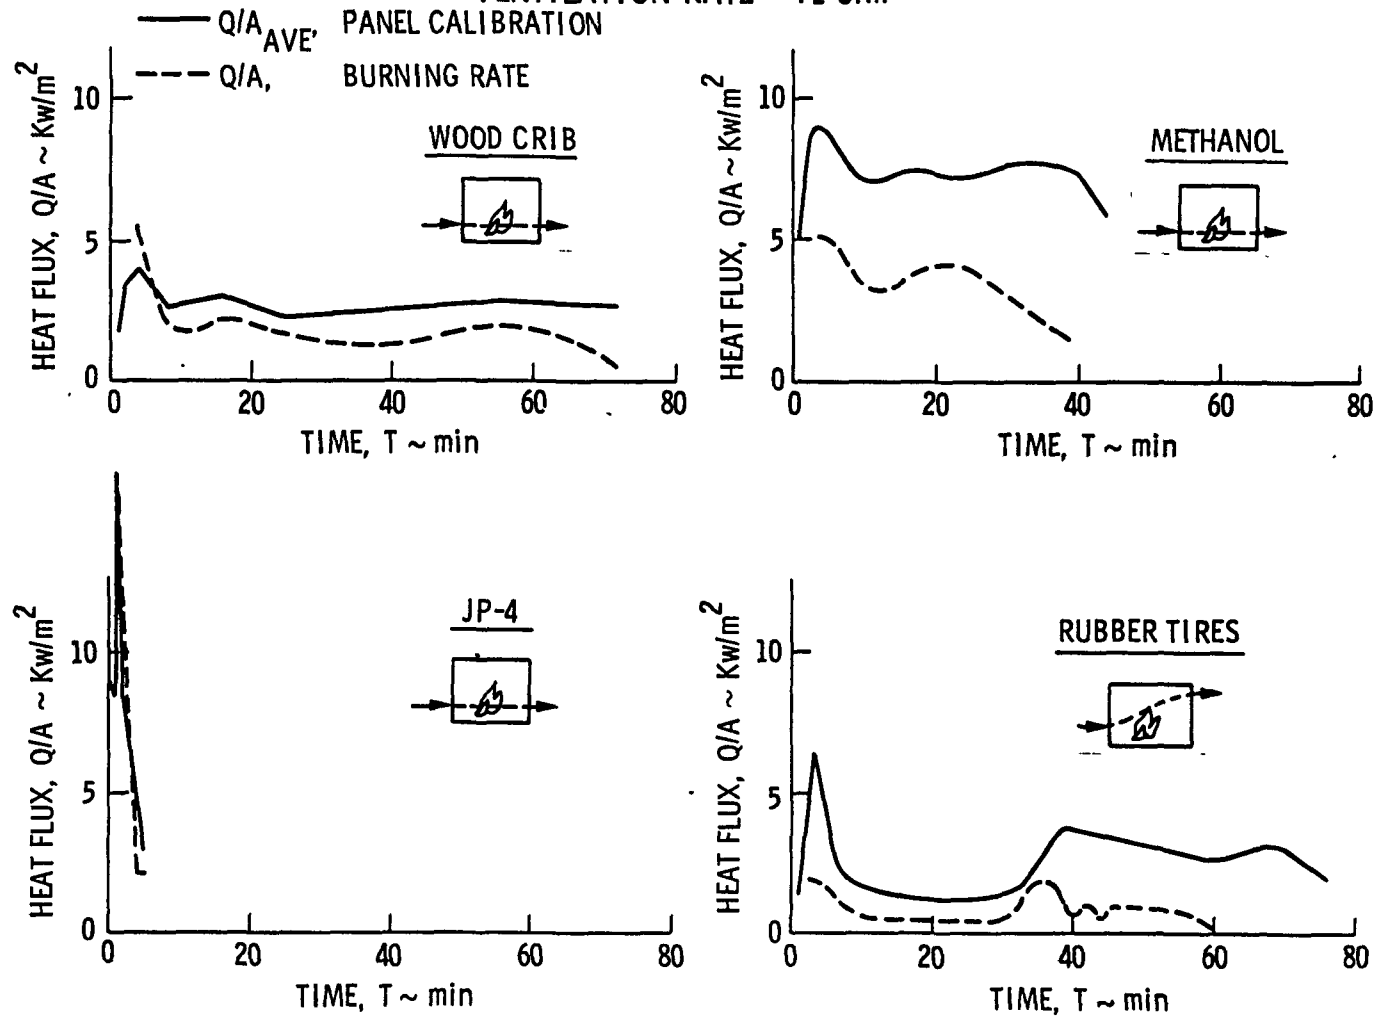 Q/A AVE, PANEL CALIBRATION
Q/A, BURNING RATE
HEAT FLUX, Q/A ~ Kw/m2
10
5
0
WOOD CRIB
0 20 40 60 80
TIME, T ~ min
HEAT FLUX, Q/A ~ Kw/m2
10
5
0
METHANOL
0 20 40 60 80
TIME, T ~ min
HEAT FLUX, Q/A ~ Kw/m2
10
5
0
JP-4
0 20 40 60 80
TIME, T ~ min
HEAT FLUX, Q/A ~ Kw/m2
10
5
0
RUBBER TIRES
0 20 40 60 80
TIME, T ~ min